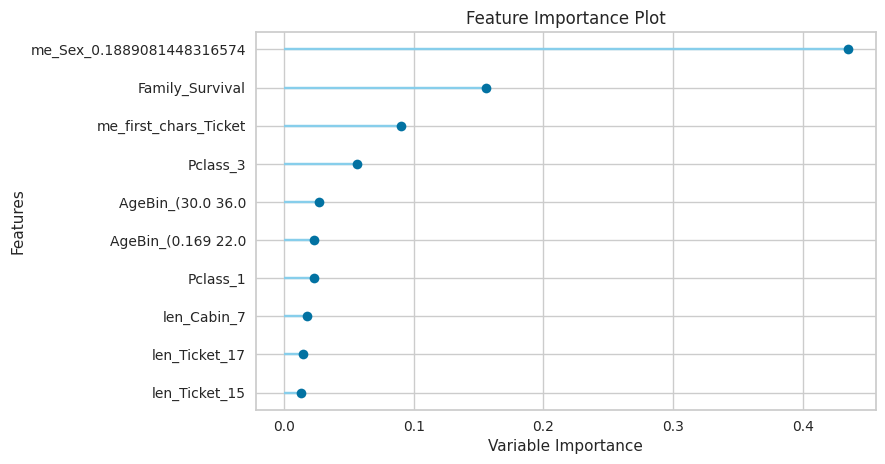 Feature Importance Plot
me_Sex_0.1889081448316574
Family_Survival
me_first_chars_Ticket
Pclass_3
AgeBin_(30.0 36.0
AgeBin_(0.169 22.0
Pclass_1
len_Cabin_7
len_Ticket_17
len_Ticket_15
Features
0.0 0.1 0.2 0.3 0.4
Variable Importance